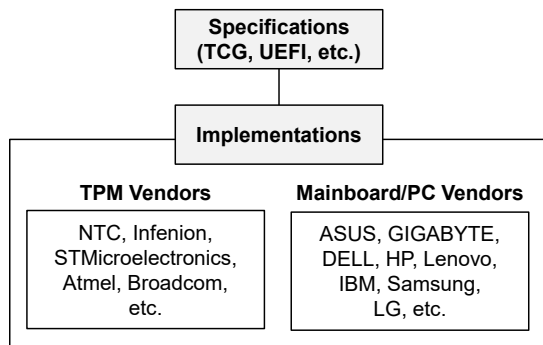 Specifications
(TCG, UEFI, etc.)
Implementations
TPM Vendors
NTC, Infenion,
STMicroelectronics,
Atmel, Broadcom,
etc.
Mainboard/PC Vendors
ASUS, GIGABYTE,
DELL, HP, Lenovo,
IBM, Samsung,
LG, etc.